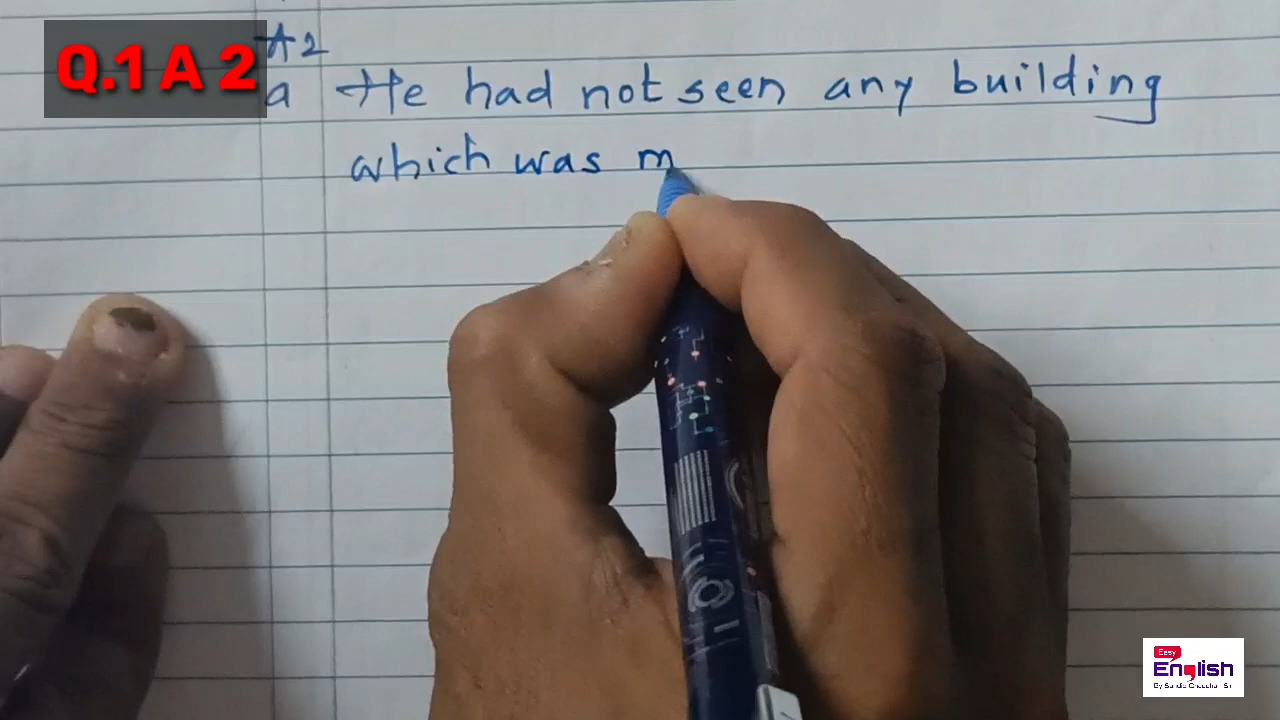 Q.1 A 2
A2
a He had not seen any building
which was m
Easy
English